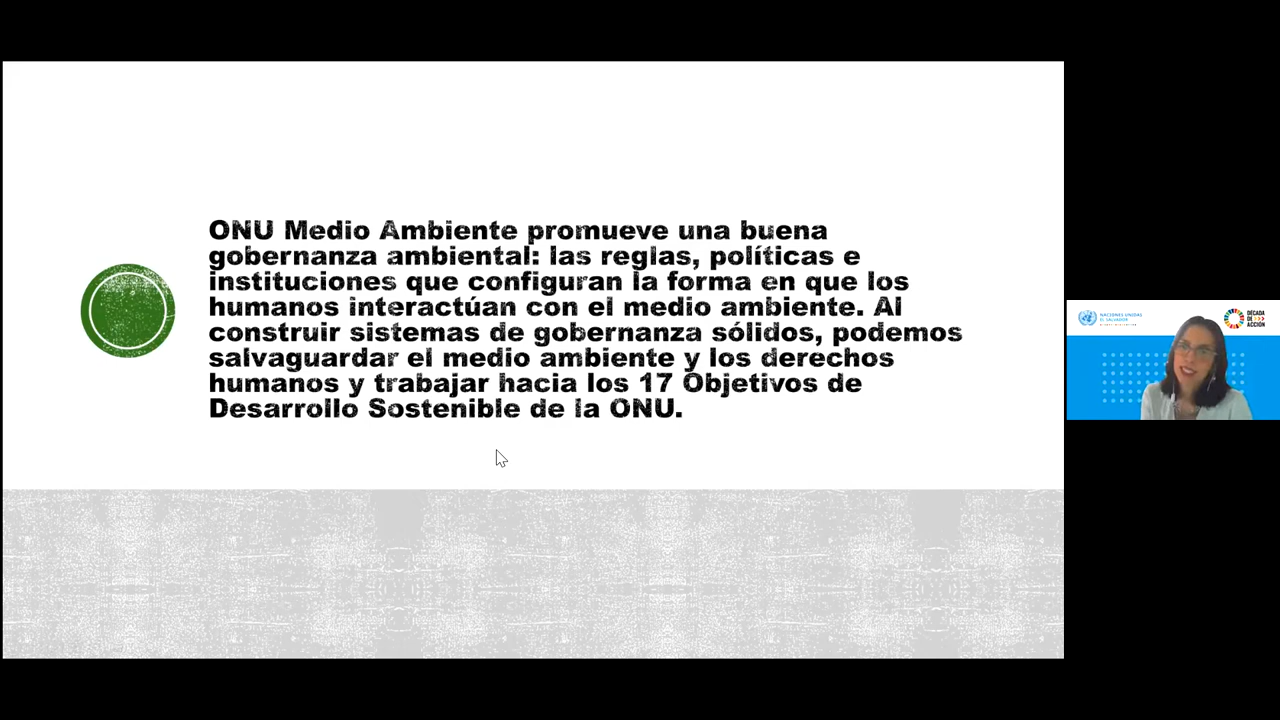 ONU Medio Ambiente promueve una buena
gobernanza ambiental: las reglas, políticas e
instituciones que configuran la forma en que los
humanos interactúan con el medio ambiente. Al
construir sistemas de gobernanza sólidos, podemos
salvaguardar el medio ambiente y los derechos
humanos y trabajar hacia los 17 Objetivos de
Desarrollo Sostenible de la ONU.
NACIONES UNIDAS
EL SALVADOR
DÉCADA
DE
ACCIÓN